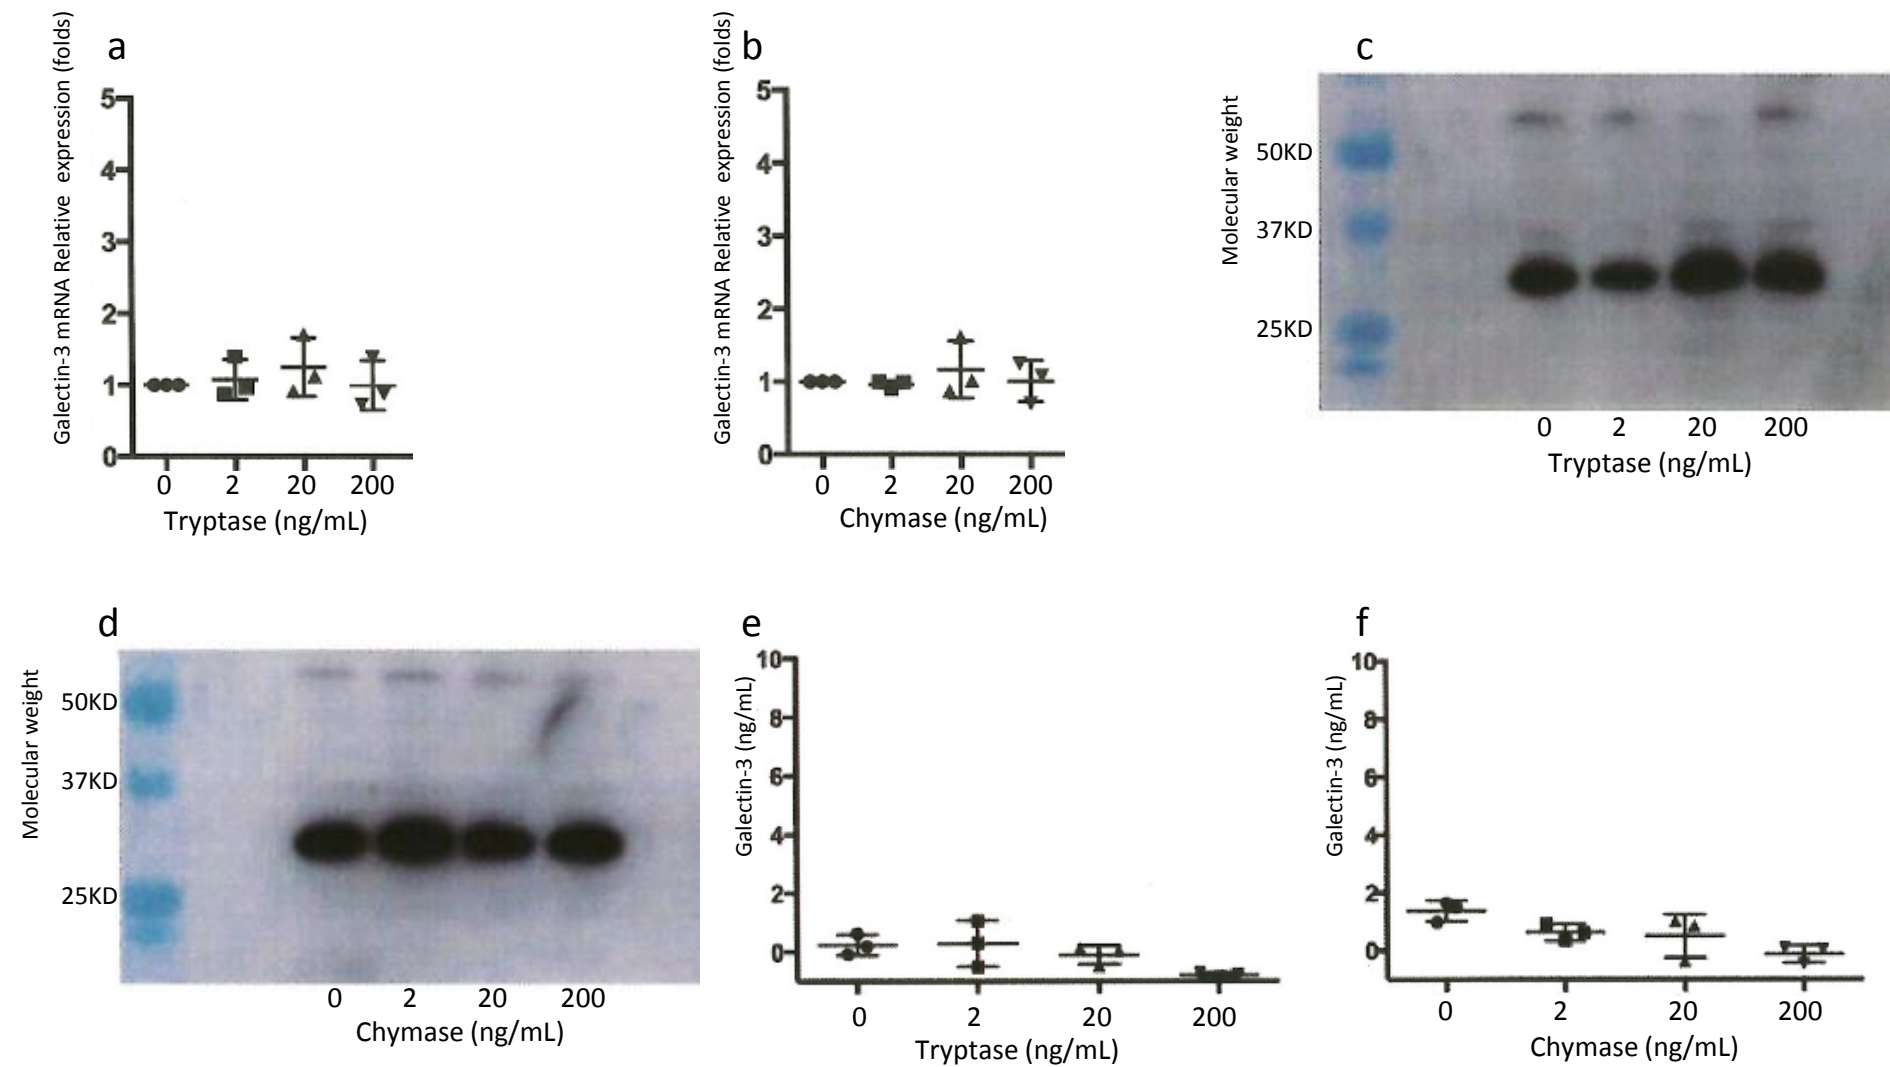 a
Galectin-3 mRNA Relative expression (folds)
5
4
3
2
1
0
0 2 20 200
Tryptase (ng/mL)
b
Galectin-3 mRNA Relative expression (folds)
5
4
3
2
1
0
0 2 20 200
Chymase (ng/mL)
c
Molecular weight
50KD
37KD
25KD
0 2 20 200
Tryptase (ng/mL)
d
Molecular weight
50KD
37KD
25KD
0 2 20 200
Chymase (ng/mL)
e
Galectin-3 (ng/mL)
10
8
6
4
2
0
0 2 20 200
Tryptase (ng/mL)
f
Galectin-3 (ng/mL)
10
8
6
4
2
0
0 2 20 200
Chymase (ng/mL)